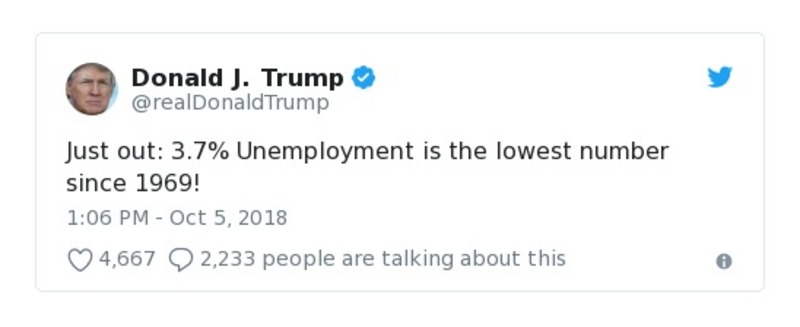 Donald J. Trump
@realDonaldTrump
Just out: 3.7% Unemployment is the lowest number
since 1969!
1:06 PM - Oct 5, 2018
4,667 2,233 people are talking about this